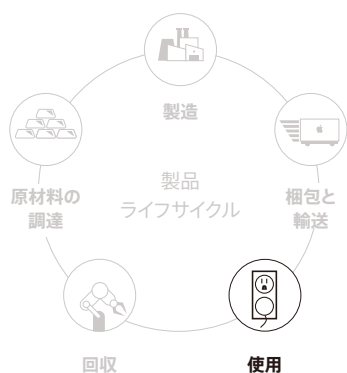 製造
原材料の
調達
製品
ライフサイクル
梱包と
輸送
回収
使用